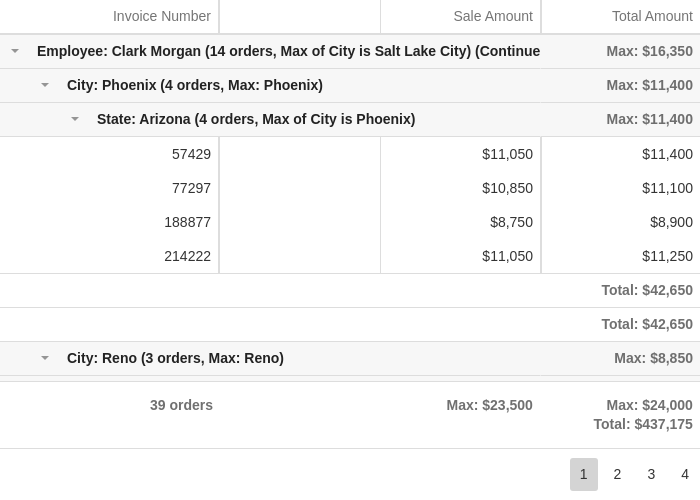 Invoice Number Sale Amount Total Amount
Employee: Clark Morgan (14 orders, Max of City is Salt Lake City) (Continue Max: $16,350
City: Phoenix (4 orders, Max: Phoenix) Max: $11,400
State: Arizona (4 orders, Max of City is Phoenix) Max: $11,400
57429 $11,050 $11,400
77297 $10,850 $11,100
188877 $8,750 $8,900
214222 $11,050 $11,250
Total: $42,650
Total: $42,650
City: Reno (3 orders, Max: Reno) Max: $8,850
39 orders Max: $23,500 Max: $24,000
Total: $437,175
1 2 3 4